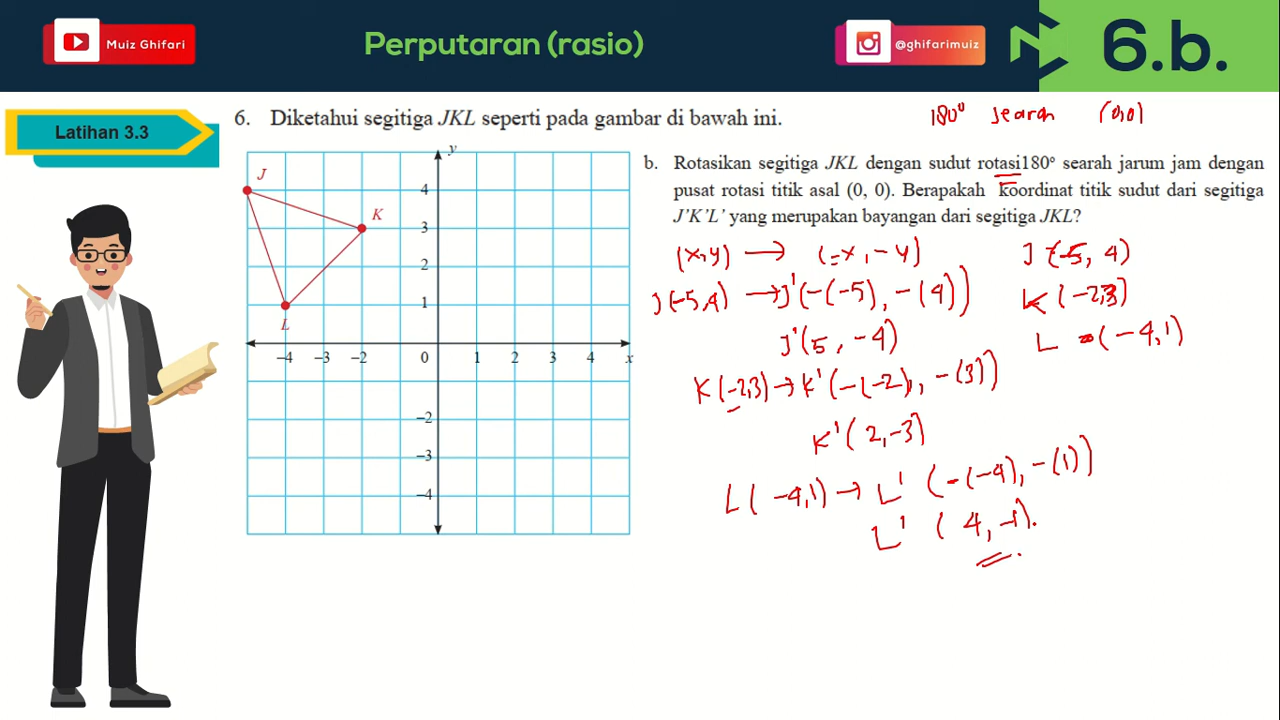 Muiz Ghifari
Perputaran (rasio)
@ghifarimuiz
6.b.
Latihan 3.3
6. Diketahui segitiga JKL seperti pada gambar di bawah ini.
180° searah (0,0)
b. Rotasikan segitiga JKL dengan sudut rotasi180° searah jarum jam dengan
pusat rotasi titik asal (0, 0). Berapakah koordinat titik sudut dari segitiga
J'K'L' yang merupakan bayangan dari segitiga JKL?
y
J
K
L
4
3
2
1
−4 −3 −2 0 1 2 3 4 x
−2
−3
−4
(x,y) → (-x, -y)
J(-5,4) → J'(-(-5), -(4))
J'(5, -4)
K(-2,3) → K'(-(-2), -(3))
K'(2,-3)
L(-4,1) → L' (-(-4), -(1))
L' (4,-1).
J (-5, 4)
K (-2,3)
L (-4,1)